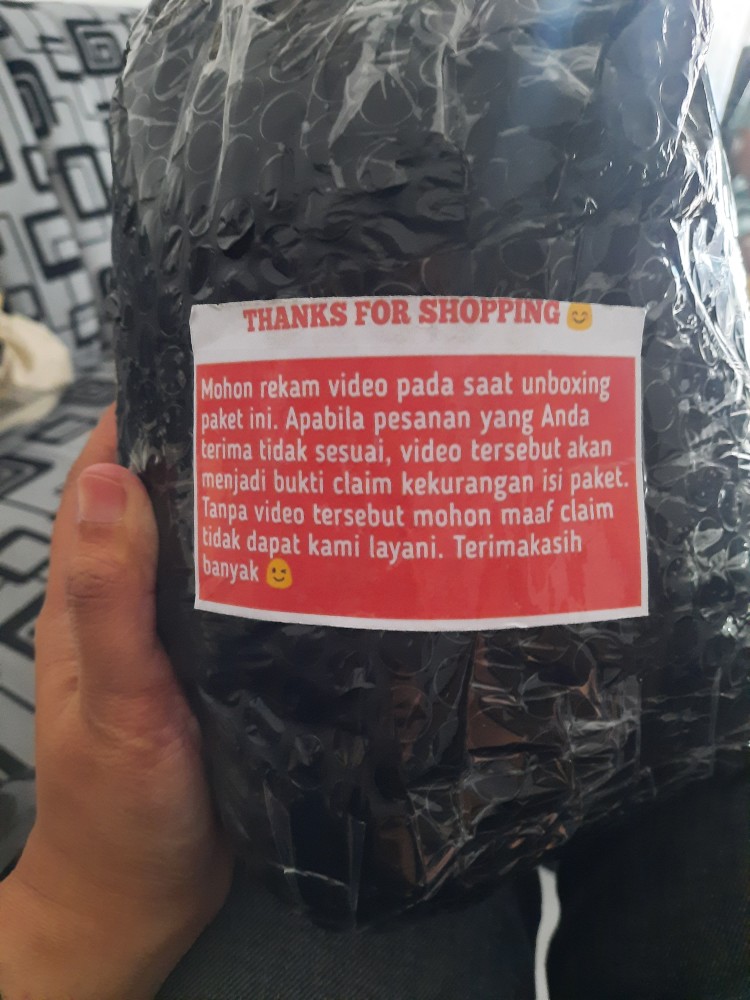 THANKS FOR SHOPPING 😊
Mohon rekam video pada saat unboxing
paket ini. Apabila pesanan yang Anda
terima tidak sesuai, video tersebut akan
menjadi bukti claim kekurangan isi paket.
Tanpa video tersebut mohon maaf claim
tidak dapat kami layani. Terimakasih
banyak 😉